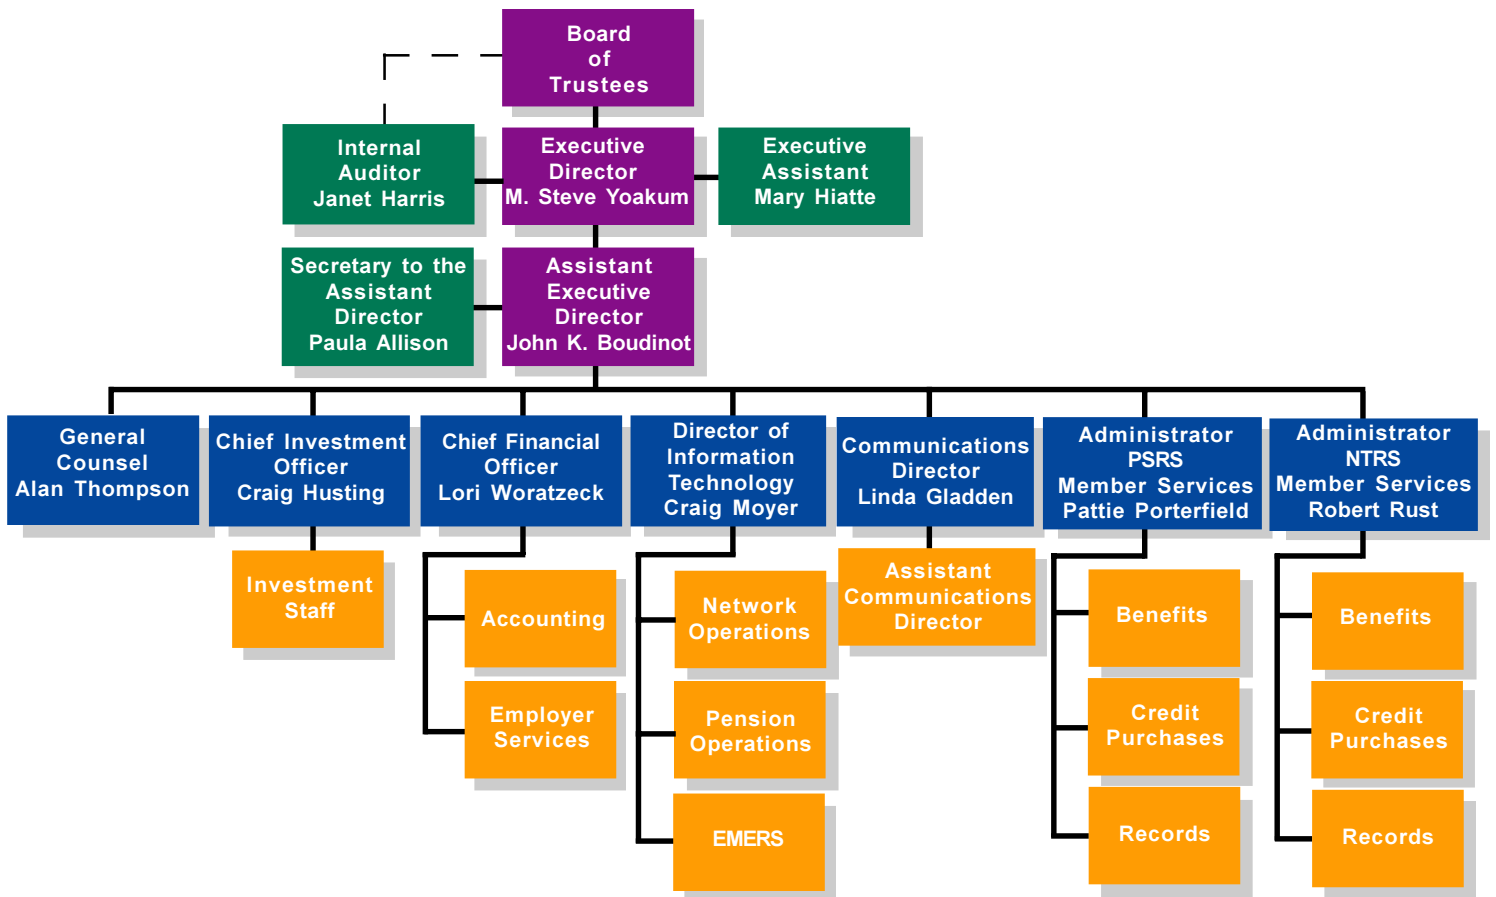 Board
of
Trustees
Internal
Auditor
Janet Harris
Executive
Director
M. Steve Yoakum
Executive
Assistant
Mary Hiatte
Secretary to the
Assistant
Director
Paula Allison
Assistant
Executive
Director
John K. Boudinot
General
Counsel
Alan Thompson
Chief Investment
Officer
Craig Husting
Chief Financial
Officer
Lori Woratzeck
Director of
Information
Technology
Craig Moyer
Communications
Director
Linda Gladden
Administrator
PSRS
Member Services
Pattie Porterfield
Administrator
NTRS
Member Services
Robert Rust
Investment
Staff
Accounting
Employer
Services
Network
Operations
Pension
Operations
EMERS
Assistant
Communications
Director
Benefits
Credit
Purchases
Records
Benefits
Credit
Purchases
Records